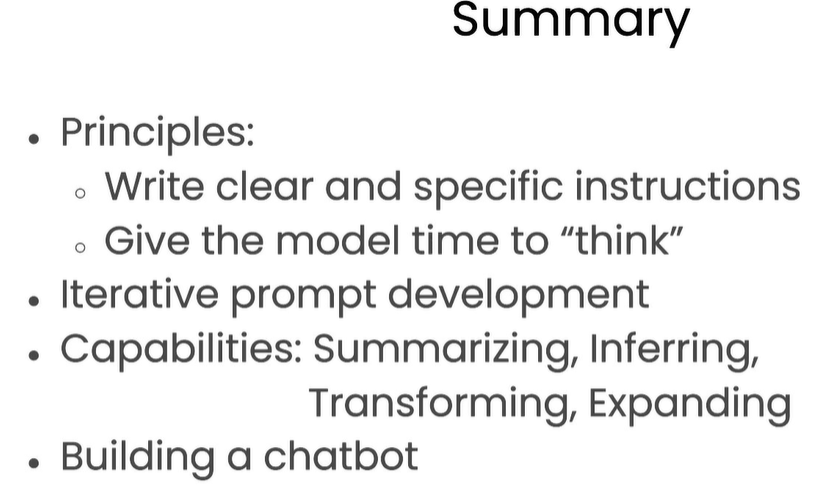 Summary
• Principles:
◦ Write clear and specific instructions
◦ Give the model time to “think”
• Iterative prompt development
• Capabilities: Summarizing, Inferring,
Transforming, Expanding
• Building a chatbot